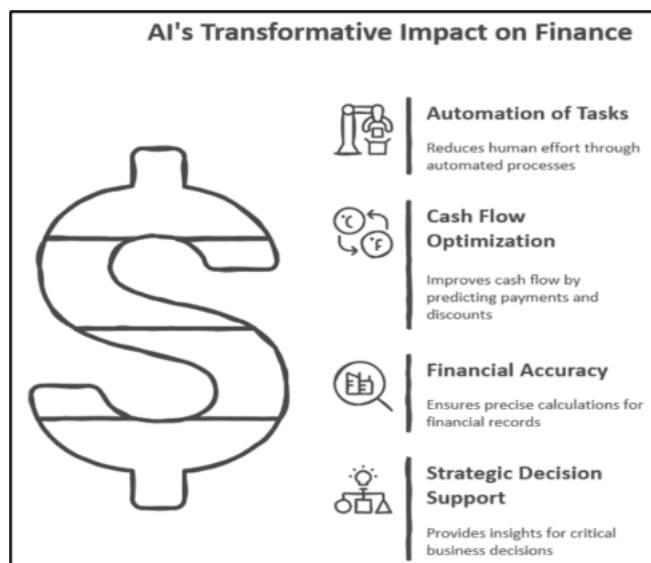 AI's Transformative Impact on Finance
Automation of Tasks
Reduces human effort through
automated processes
°C
°F
Cash Flow
Optimization
Improves cash flow by
predicting payments and
discounts
Financial Accuracy
Ensures precise calculations for
financial records
Strategic Decision
Support
Provides insights for critical
business decisions